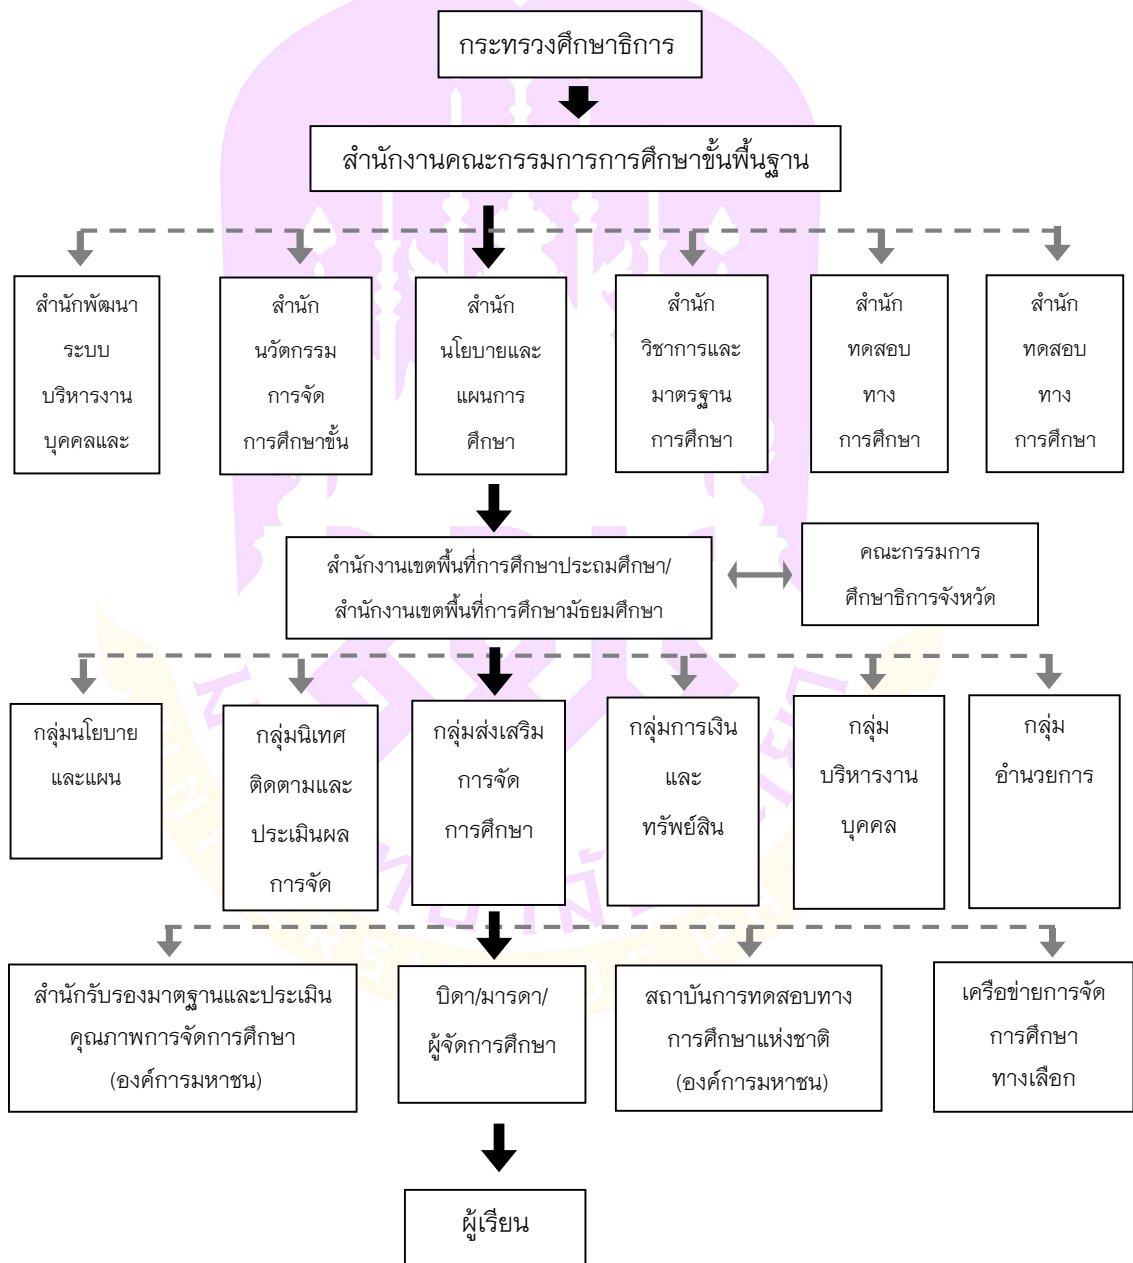 กระทรวงศึกษาธิการ
สำนักงานคณะกรรมการการศึกษาขั้นพื้นฐาน
สำนักพัฒนา
ระบบ
บริหารงาน
บุคคลและ
สำนัก
นวัตกรรม
การจัด
การศึกษาขั้น
สำนัก
นโยบายและ
แผนการ
ศึกษา
สำนัก
วิชาการและ
มาตรฐาน
การศึกษา
สำนัก
ทดสอบ
ทาง
การศึกษา
สำนัก
ทดสอบ
ทาง
การศึกษา
สำนักงานเขตพื้นที่การศึกษาประถมศึกษา/
สำนักงานเขตพื้นที่การศึกษามัธยมศึกษา
คณะกรรมการ
ศึกษาธิการจังหวัด
กลุ่มนโยบาย
และแผน
กลุ่มนิเทศ
ติดตามและ
ประเมินผล
การจัด
กลุ่มส่งเสริม
การจัด
การศึกษา
กลุ่มการเงิน
และ
ทรัพย์สิน
กลุ่ม
บริหารงาน
บุคคล
กลุ่ม
อำนวยการ
สำนักรับรองมาตฐานและประเมิน
คุณภาพการจัดการศึกษา
(องค์การมหาชน)
บิดา/มารดา/
ผู้จัดการศึกษา
สถาบันการทดสอบทาง
การศึกษาแห่งชาติ
(องค์การมหาชน)
เครือข่ายการจัด
การศึกษา
ทางเลือก
ผู้เรียน